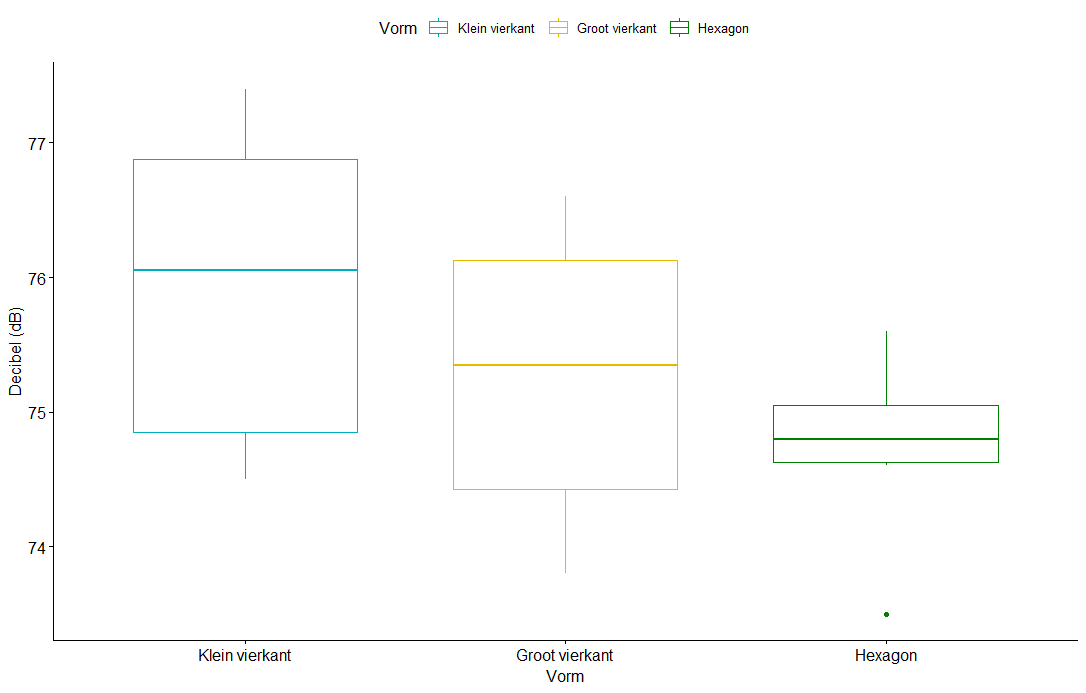 Vorm Klein vierkant Groot vierkant Hexagon
77
76
75
74
Decibel (dB)
Klein vierkant Groot vierkant Hexagon
Vorm